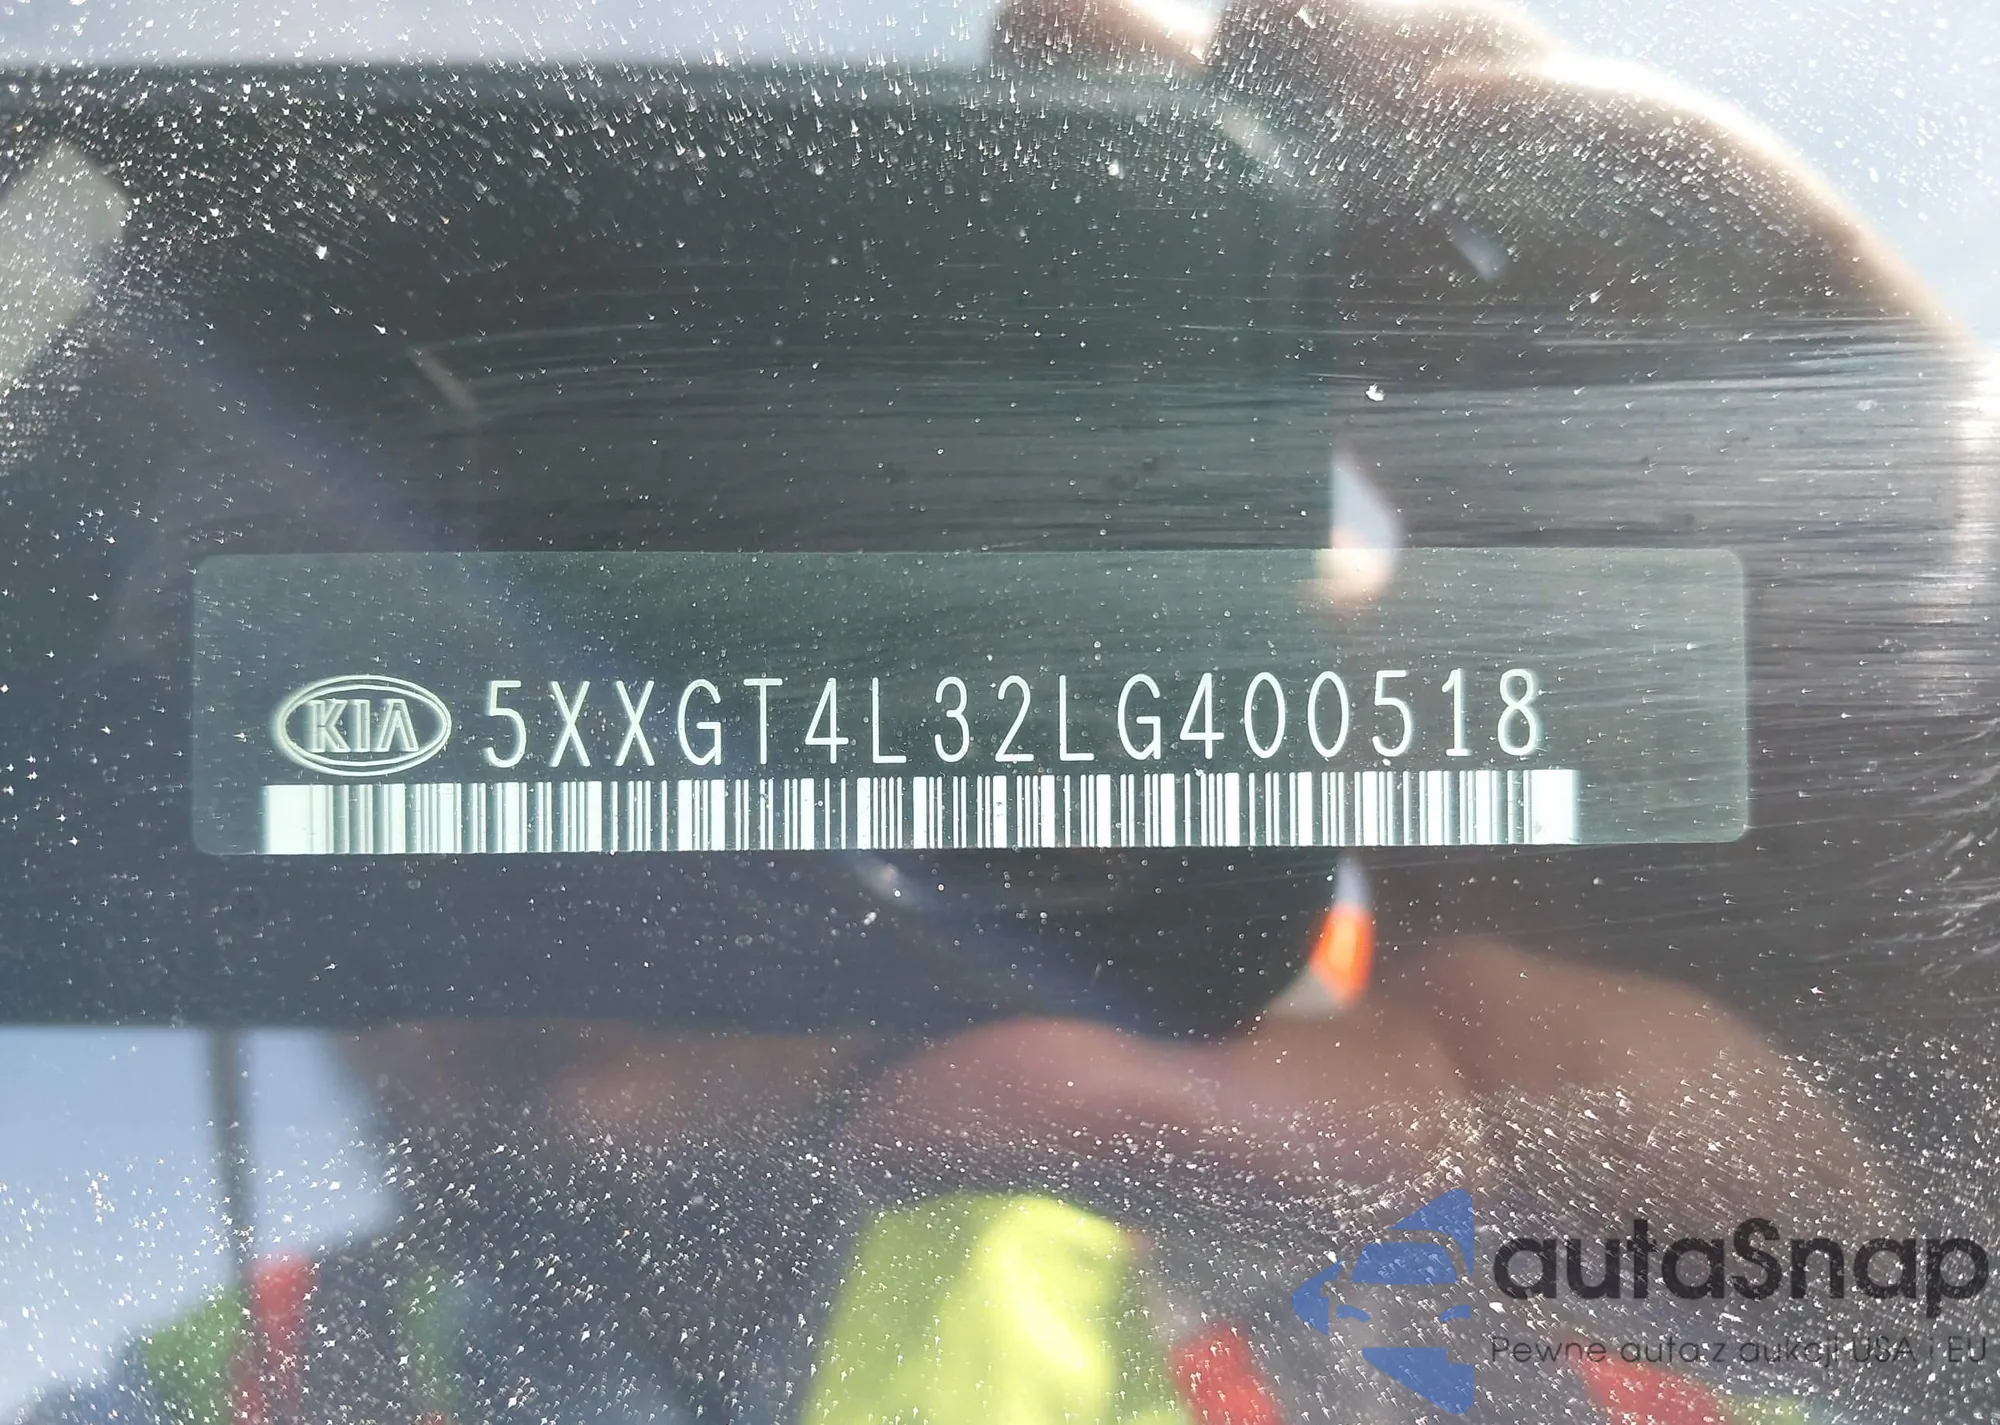 KIA 5XXGT4L32LG400518
autaSnap
Pewne auta z aukcji USA i EU